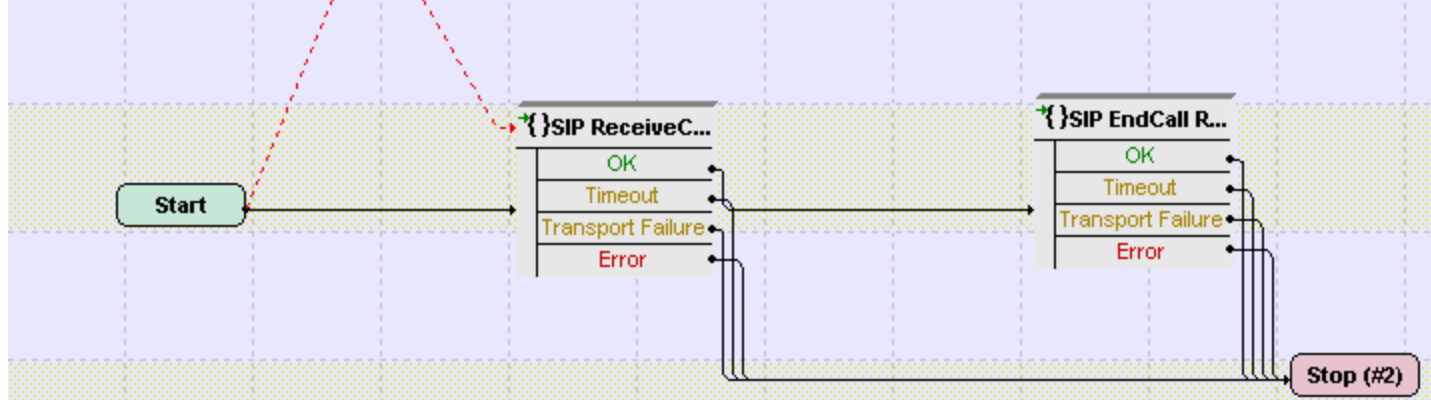 Start
{}SIP ReceiveC...
OK
Timeout
Transport Failure
Error
{}SIP EndCall R...
OK
Timeout
Transport Failure
Error
Stop (#2)